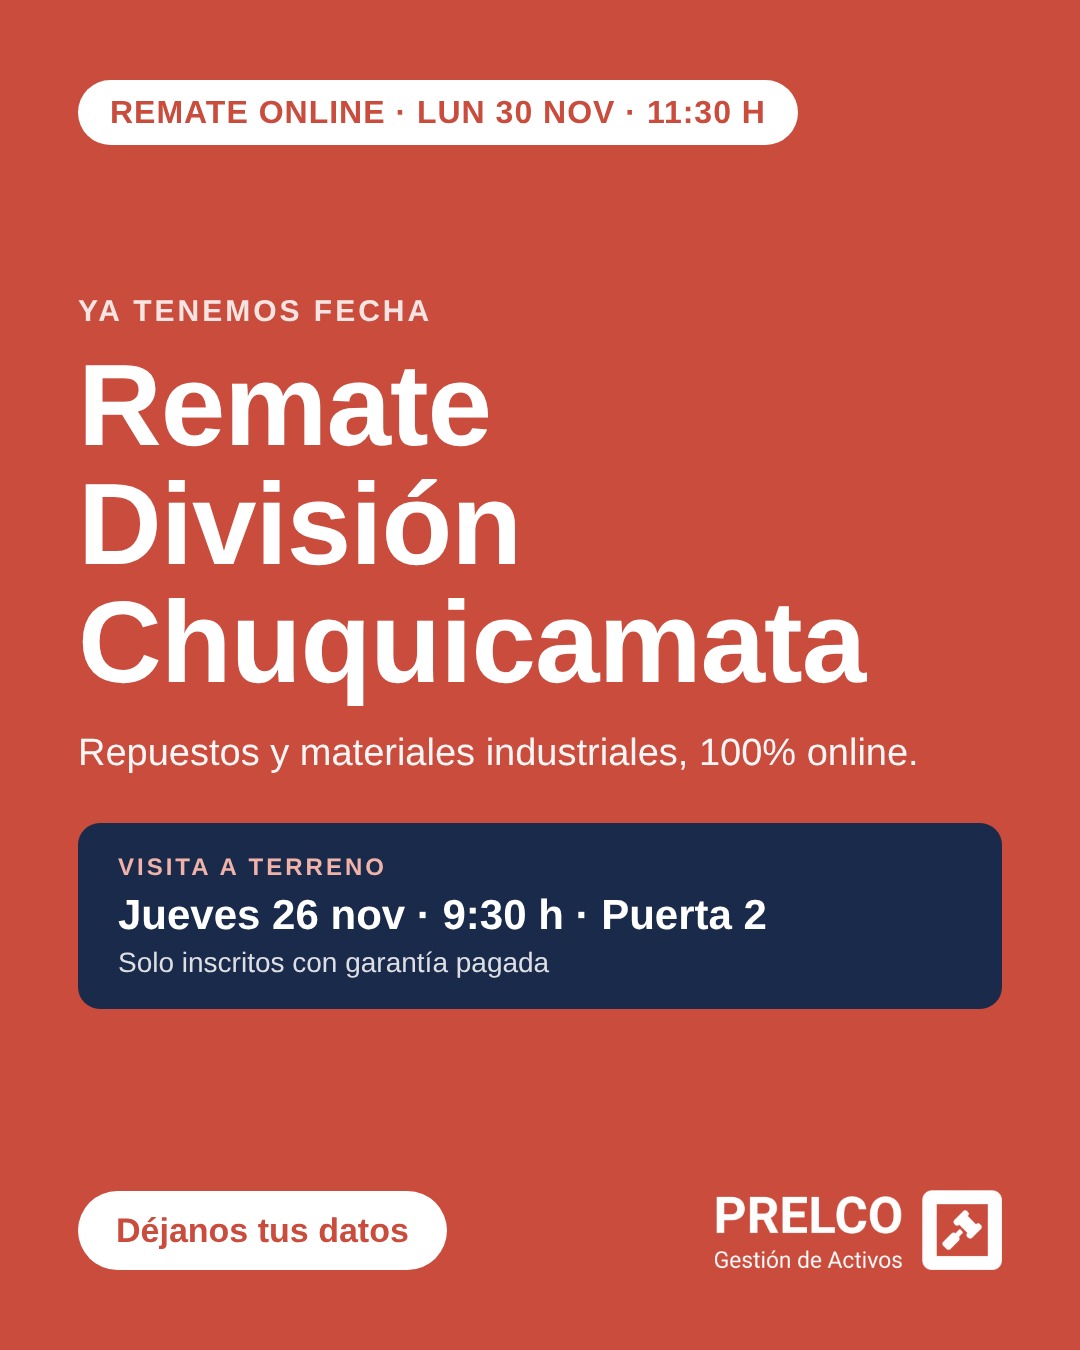 REMATE ONLINE · LUN 30 NOV · 11:30 H
YA TENEMOS FECHA
Remate
División
Chuquicamata
Repuestos y materiales industriales, 100% online.
VISITA A TERRENO
Jueves 26 nov · 9:30 h · Puerta 2
Solo inscritos con garantía pagada
Déjanos tus datos
PRELCO
Gestión de Activos